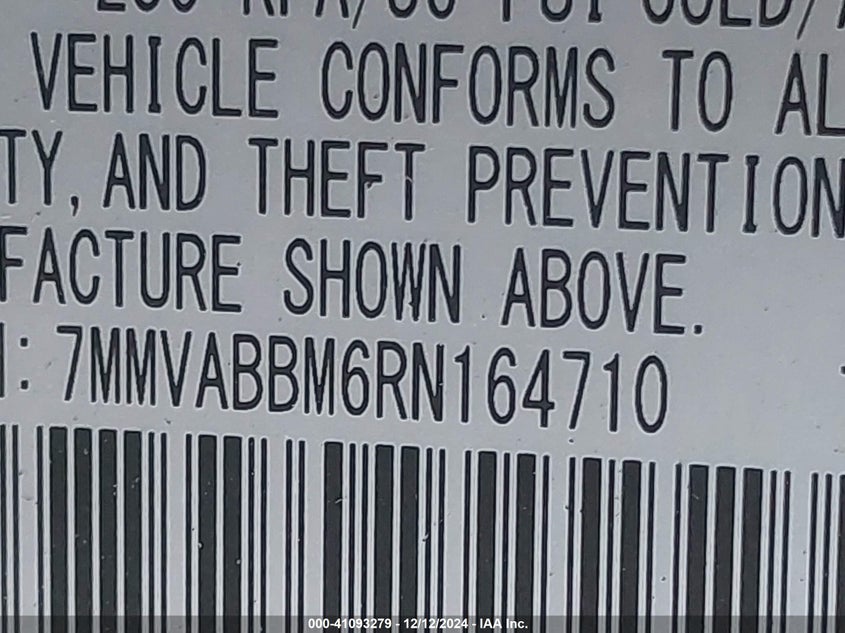 VEHICLE CONFORMS TO AL
TY, AND THEFT PREVENTION
FACTURE SHOWN ABOVE.
: 7MMVABBM6RN164710
000-41093279 - 12/12/2024 - IAA Inc.